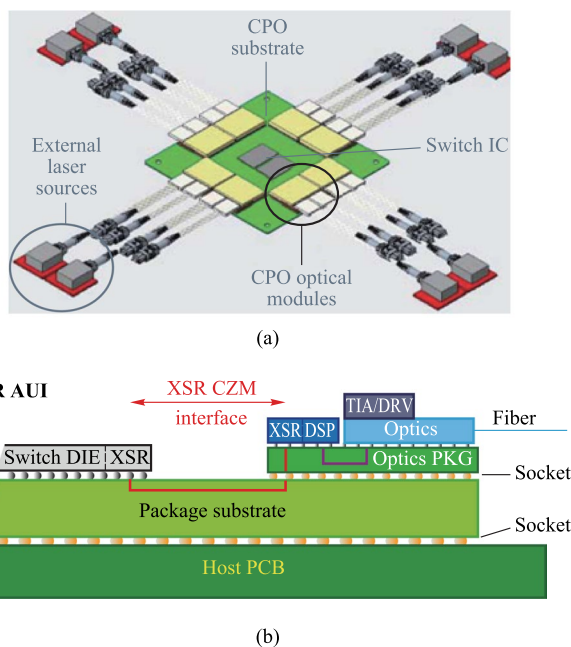 CPO
substrate
Switch IC
External
laser
sources
CPO optical
modules
(a)
R AUI
XSR CZM
interface
TIA/DRV
XSR DSP
Optics
Fiber
Switch DIE XSR
Optics PKG
Socket
Package substrate
Socket
Host PCB
(b)